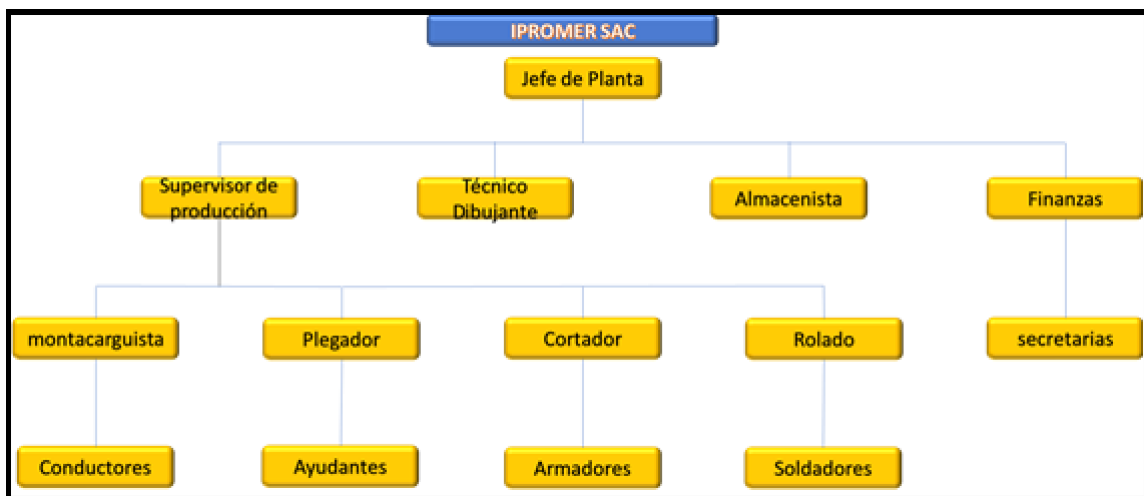 IPROMER SAC
Jefe de Planta
Supervisor de
producción
Técnico
Dibujante
Almacenista
Finanzas
montacarguista
Plegador
Cortador
Rolado
secretarias
Conductores
Ayudantes
Armadores
Soldadores